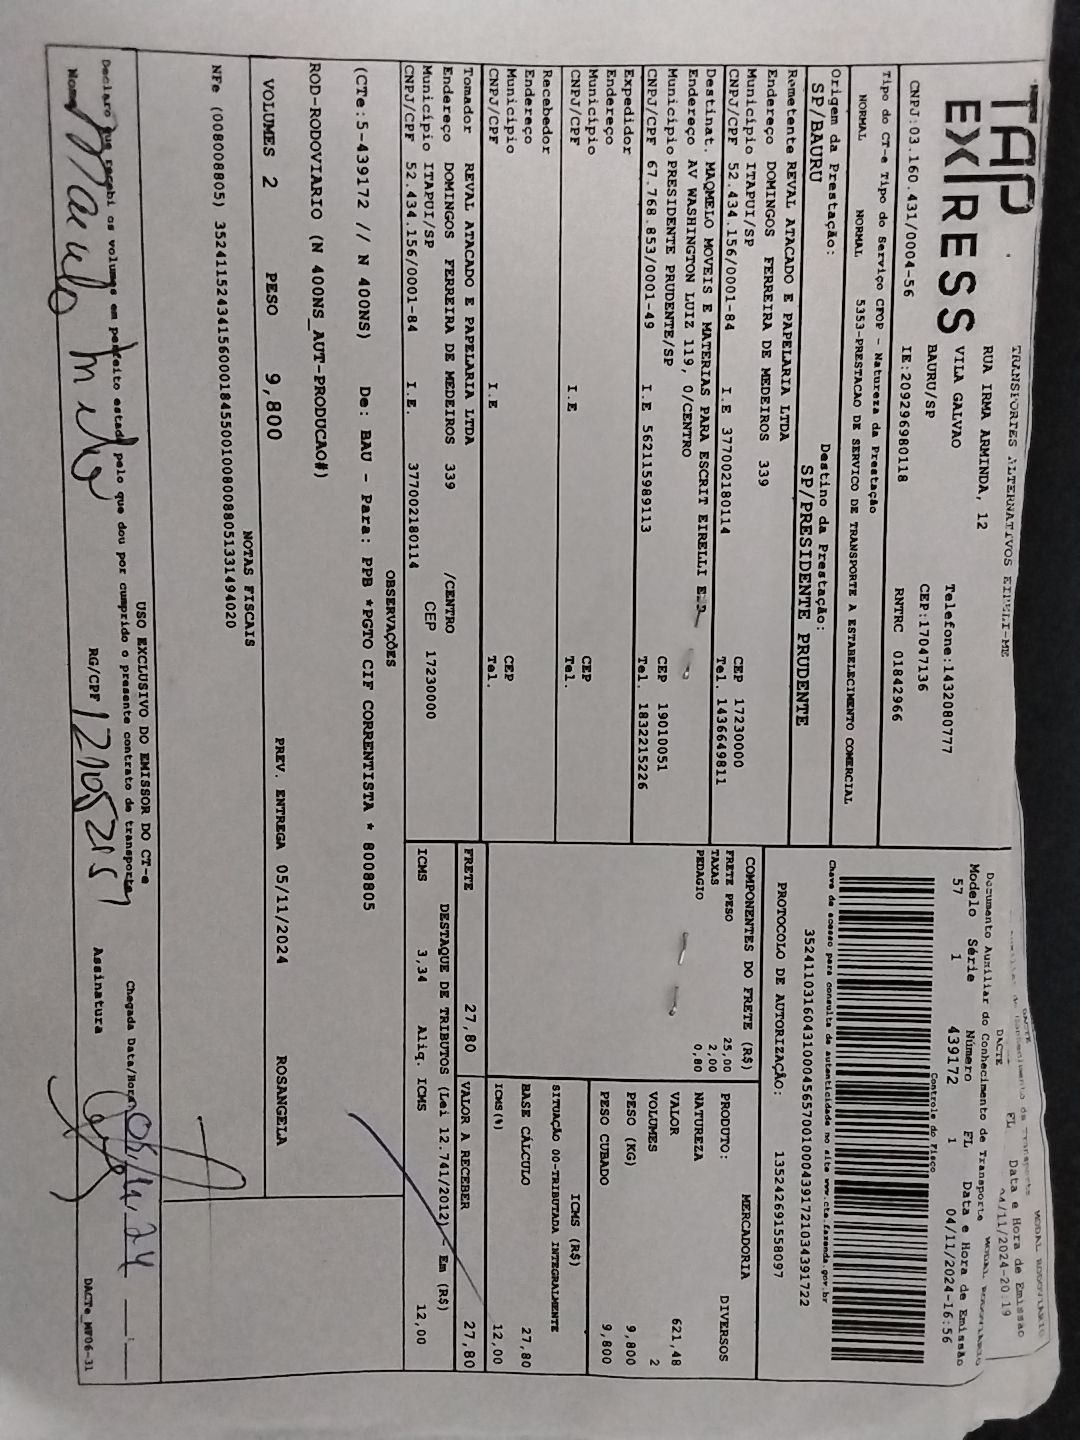 TAP
EXPRESS
TRANSPORTES ALTERNATIVOS EIRELI-ME
RUA IRMA ARMINDA, 12
VILA GALVAO
BAURU/SP
Telefone:1432080777
CEP:17047136
CNPJ:03.160.431/0004-56 IE:209296980118 RNTRC 01842966
Tipo do CT-e Tipo do Serviço CFOP - Natureza da Prestação
NORMAL NORMAL 5353-PRESTACAO DE SERVICO DE TRANSPORTE A ESTABELECIMENTO COMERCIAL
Origem da Prestação: Destino da Prestação:
SP/BAURU SP/PRESIDENTE PRUDENTE
MODAL RODOVIARIO
DACTE
FL Data e Hora de Emissão
04/11/2024-20:19
Documento Auxiliar do Conhecimento de Transporte
Modelo Série Número FL Data e Hora de Emissão
57 1 439172 1 04/11/2024-16:56
Controle do Fisco
Chave de acesso para consulta de autenticidade no site www.cte.fazenda.gov.br
35241103160431000456570010004391721034391722
PROTOCOLO DE AUTORIZAÇÃO: 135242691558097
Remetente REVAL ATACADO E PAPELARIA LTDA
Endereço DOMINGOS FERREIRA DE MEDEIROS 339
Município ITAPUI/SP CEP 17230000
CNPJ/CPF 52.434.156/0001-84 I.E 377002180114 Tel. 1436649811
Destinat. MAQMELO MOVEIS E MATERIAS PARA ESCRIT EIRELLI
Endereço AV WASHINGTON LUIZ 119, 0/CENTRO
Município PRESIDENTE PRUDENTE/SP CEP 19010051
CNPJ/CPF 67.768.853/0001-49 I.E 562115989113 Tel. 1832215226
Expedidor
Endereço
Município CEP
CNPJ/CPF I.E Tel.
Recebedor
Endereço
Município CEP
CNPJ/CPF I.E Tel.
Tomador REVAL ATACADO E PAPELARIA LTDA
Endereço DOMINGOS FERREIRA DE MEDEIROS 339 /CENTRO
Município ITAPUI/SP CEP 17230000
CNPJ/CPF 52.434.156/0001-84 I.E. 377002180114
COMPONENTES DO FRETE (R$)
FRETE PESO 25,00
TAXAS 2,00
PEDAGIO 0,80
MERCADORIA
PRODUTO: DIVERSOS
NATUREZA
VALOR 621,48
VOLUMES 2
PESO (KG) 9,800
PESO CUBADO 9,800
ICMS (R$)
SITUAÇÃO 00-TRIBUTADA INTEGRALMENTE
BASE CÁLCULO 27,80
ICMS(%) 12,00
FRETE 27,80 VALOR A RECEBER 27,80
DESTAQUE DE TRIBUTOS (Lei 12.741/2012) - Em (R$)
ICMS 3,34 Aliq. ICMS 12,00
OBSERVAÇÕES
(CTe:5-439172 // N 400NS) De: BAU - Para: PPB *PGTO CIF CORRENTISTA * 8008805
ROD-RODOVIARIO (N 400NS_AUT-PRODUCAO#)
VOLUMES 2 PESO 9,800 PREV. ENTREGA 05/11/2024 ROSANGELA
NOTAS FISCAIS
NFe (008008805) 35241152434156000184550010080088051331494020
USO EXCLUSIVO DO EMISSOR DO CT-e
Declaro que recebi os volumes em perfeito estado pelo que dou por cumprido o presente contrato de transporte
Chegada Data/Hora 05/11/24
Nome RG/CPF Assinatura
DACTe_MF06-31